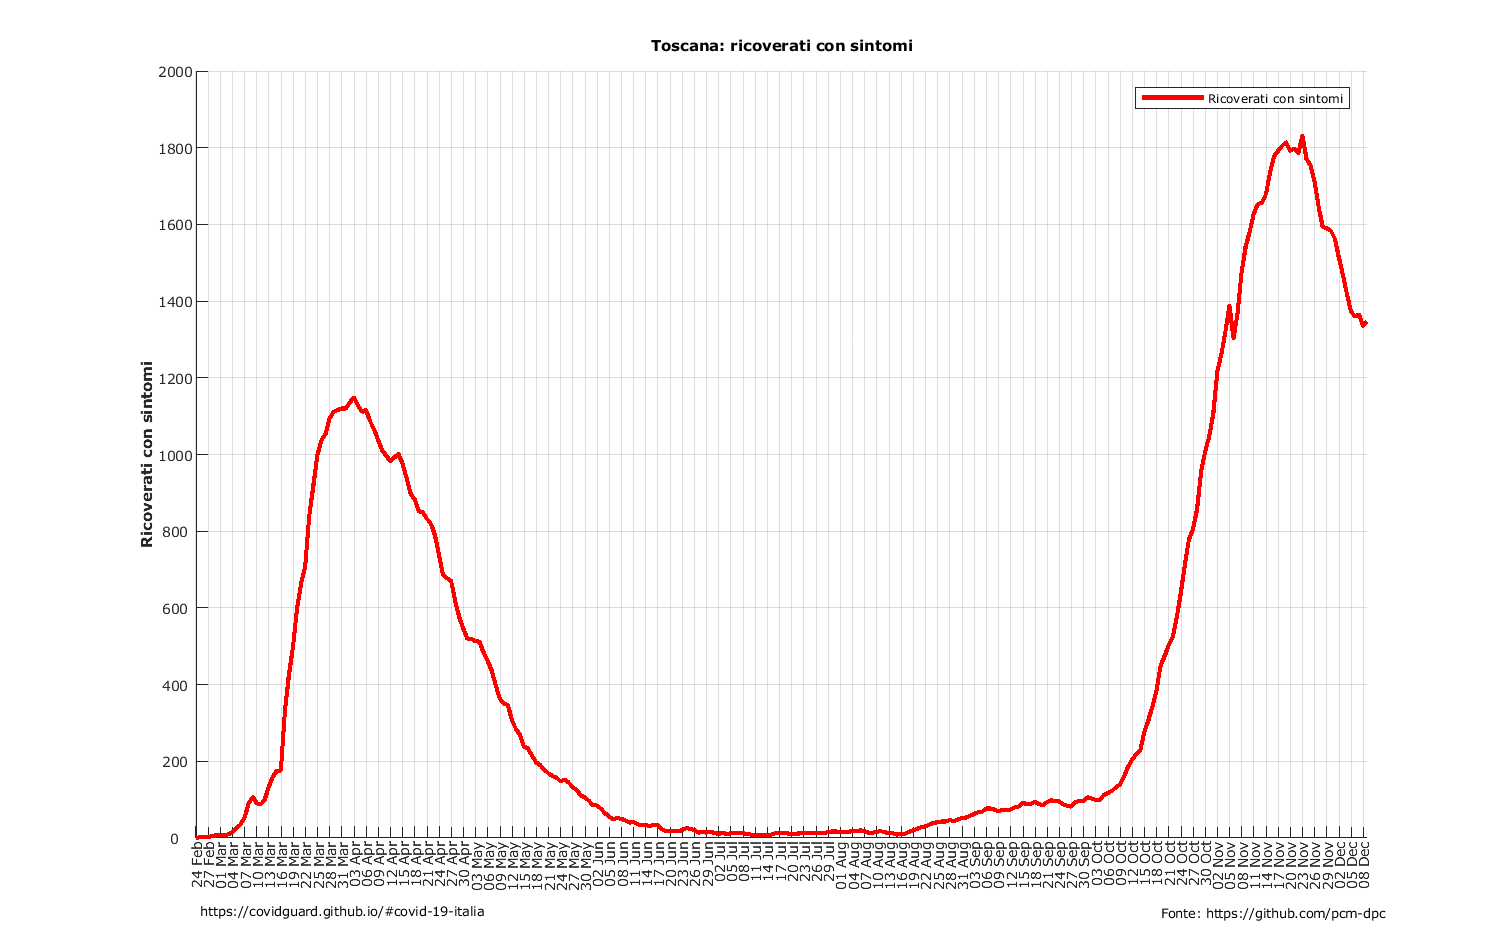 Toscana: ricoverati con sintomi
Ricoverati con sintomi
Ricoverati con sintomi
2000
1800
1600
1400
1200
1000
800
600
400
200
0
24 Feb
27 Feb
01 Mar
04 Mar
07 Mar
10 Mar
13 Mar
16 Mar
19 Mar
22 Mar
25 Mar
28 Mar
31 Mar
03 Apr
06 Apr
09 Apr
12 Apr
15 Apr
18 Apr
21 Apr
24 Apr
27 Apr
30 Apr
03 May
06 May
09 May
12 May
15 May
18 May
21 May
24 May
27 May
30 May
02 Jun
05 Jun
08 Jun
11 Jun
14 Jun
17 Jun
20 Jun
23 Jun
26 Jun
29 Jun
02 Jul
05 Jul
08 Jul
11 Jul
14 Jul
17 Jul
20 Jul
23 Jul
26 Jul
29 Jul
01 Aug
04 Aug
07 Aug
10 Aug
13 Aug
16 Aug
19 Aug
22 Aug
25 Aug
28 Aug
31 Aug
03 Sep
06 Sep
09 Sep
12 Sep
15 Sep
18 Sep
21 Sep
24 Sep
27 Sep
30 Sep
03 Oct
06 Oct
09 Oct
12 Oct
15 Oct
18 Oct
21 Oct
24 Oct
27 Oct
30 Oct
02 Nov
05 Nov
08 Nov
11 Nov
14 Nov
17 Nov
20 Nov
23 Nov
26 Nov
29 Nov
02 Dec
05 Dec
08 Dec
https://covidguard.github.io/#covid-19-italia
Fonte: https://github.com/pcm-dpc